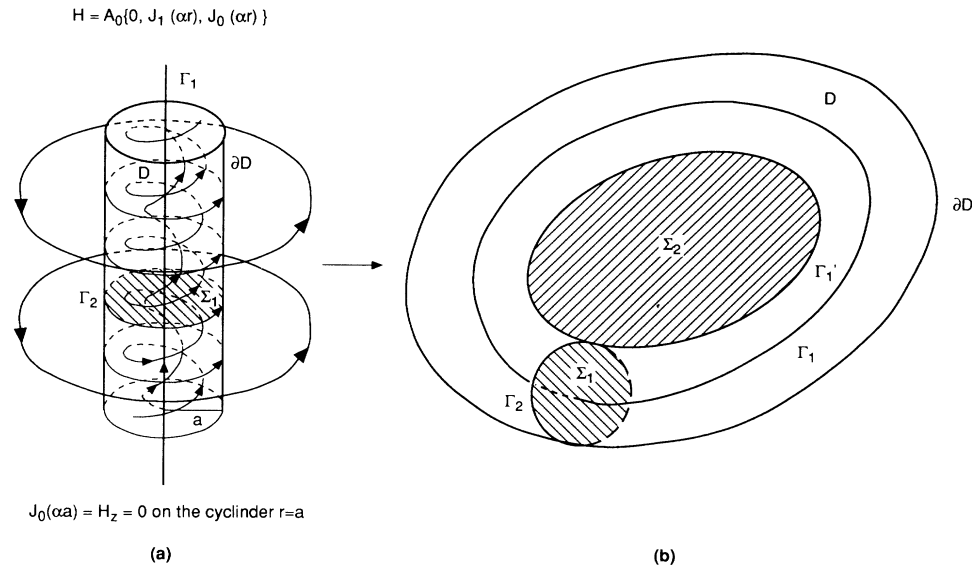 H = A₀{0, J₁ (αr), J₀ (αr) }
Γ₁
D
∂D
Γ₂
Σ₁
a
J₀(αa) = H_z = 0 on the cyclinder r=a
(a)
D
∂D
Σ₂
Γ₁'
Γ₁
Σ₁
Γ₂
(b)